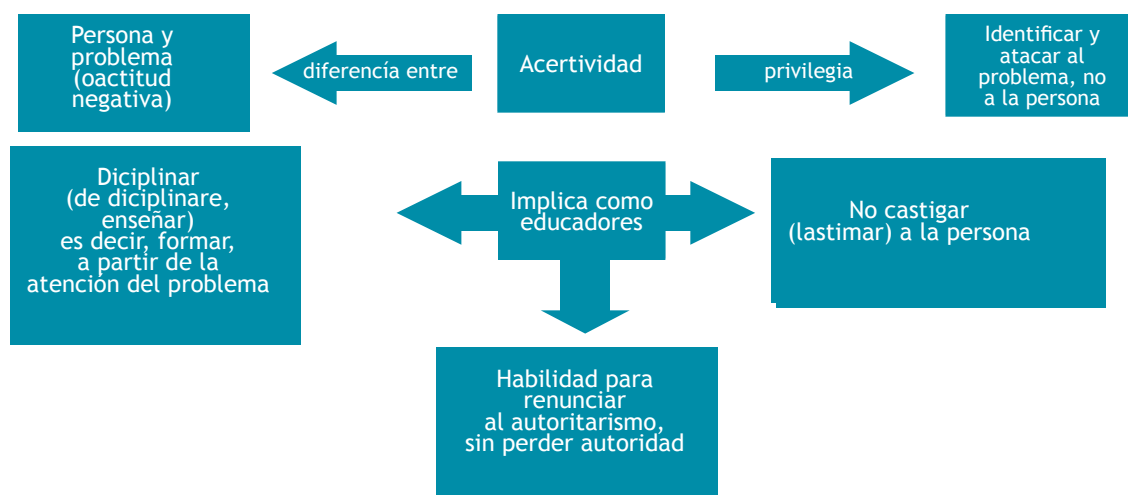 Persona y
problema
(oactitud
negativa)
diferencía entre
Acertividad
privilegia
Identificar y
atacar al
problema, no
a la persona
Diciplinar
(de diciplinare,
enseñar)
es decir, formar,
a partir de la
atención del problema
Implica como
educadores
No castigar
(lastimar) a la persona
Habilidad para
renunciar
al autoritarismo,
sin perder autoridad